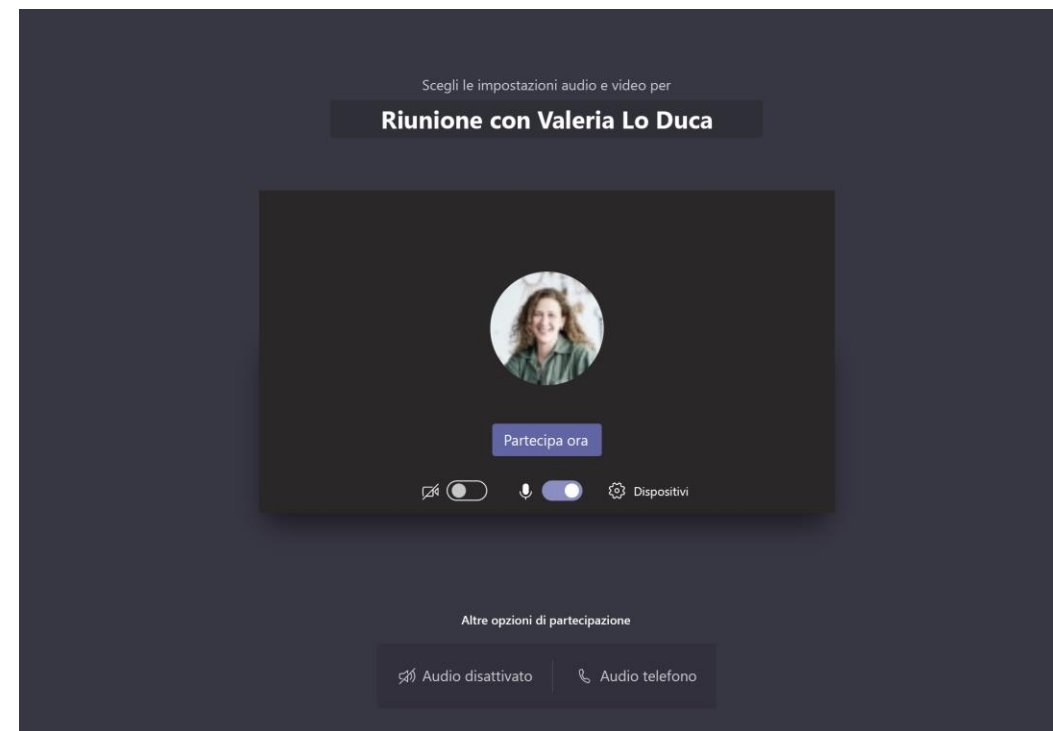 Scegli le impostazioni audio e video per
Riunione con Valeria Lo Duca
Partecipa ora
Dispositivi
Altre opzioni di partecipazione
Audio disattivato
Audio telefono